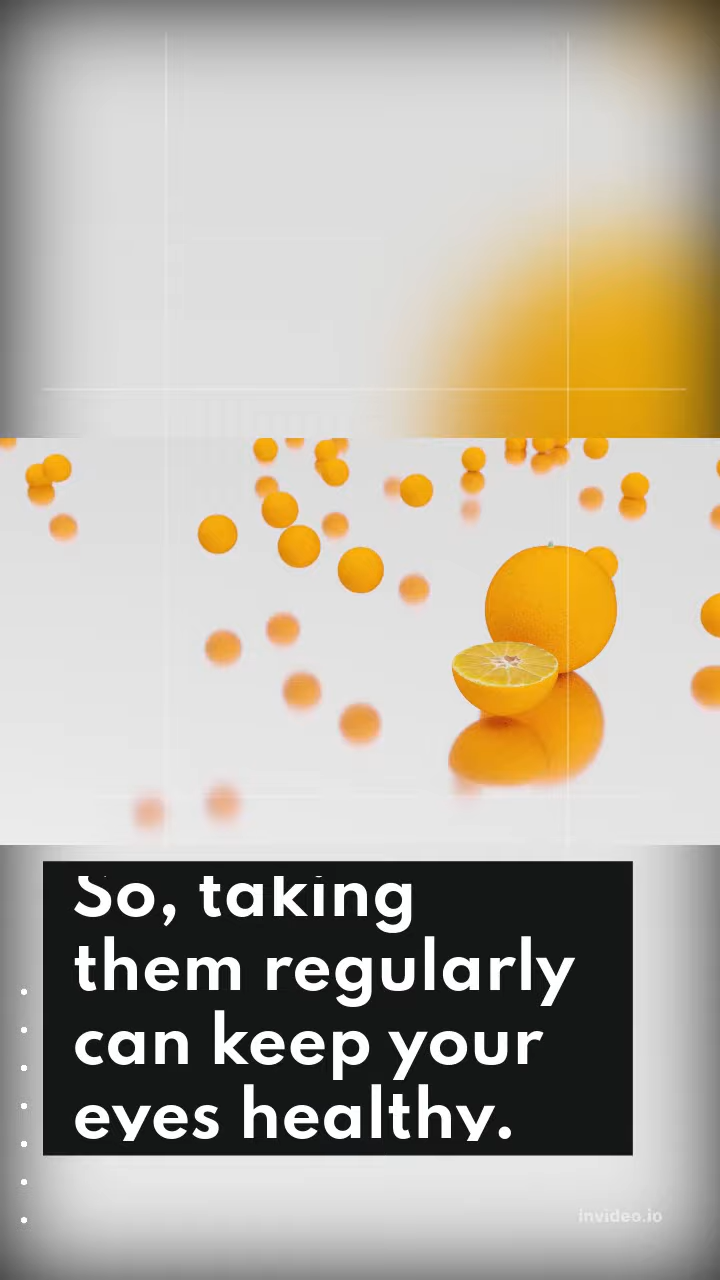 So, taking
them regularly
can keep your
eyes healthy.
invideo.io